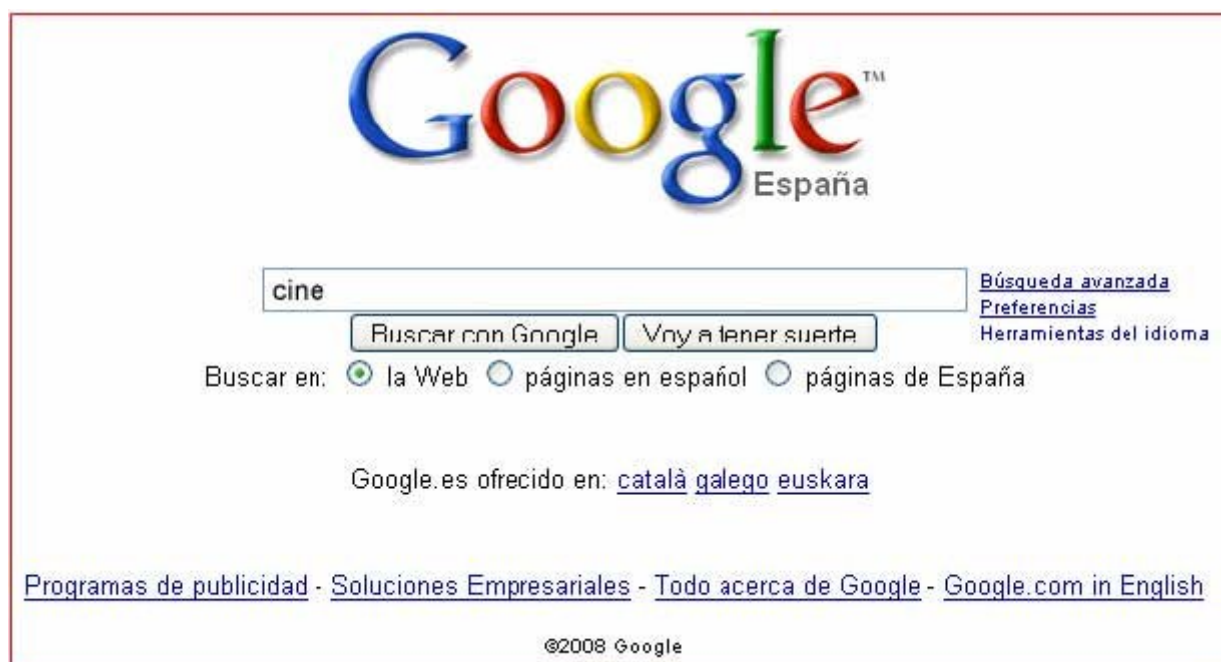 Google™
España
cine
Búsqueda avanzada
Preferencias
Herramientas del idioma
Buscar con Google Voy a tener suerte
Buscar en: la Web páginas en español páginas de España
Google.es ofrecido en: català galego euskara
Programas de publicidad - Soluciones Empresariales - Todo acerca de Google - Google.com in English
©2008 Google